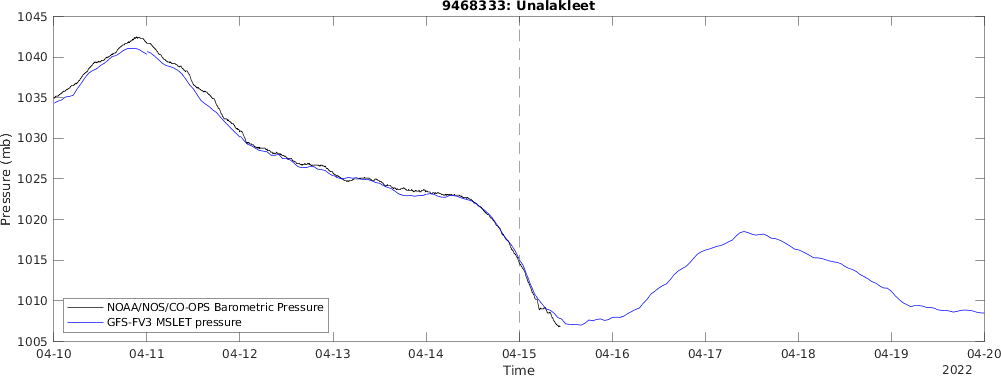 9468333: Unalakleet
1045
1040
1035
1030
1025
1020
1015
1010
1005
Pressure (mb)
NOAA/NOS/CO-OPS Barometric Pressure
GFS-FV3 MSLET pressure
04-10 04-11 04-12 04-13 04-14 04-15 04-16 04-17 04-18 04-19 04-20
Time
2022